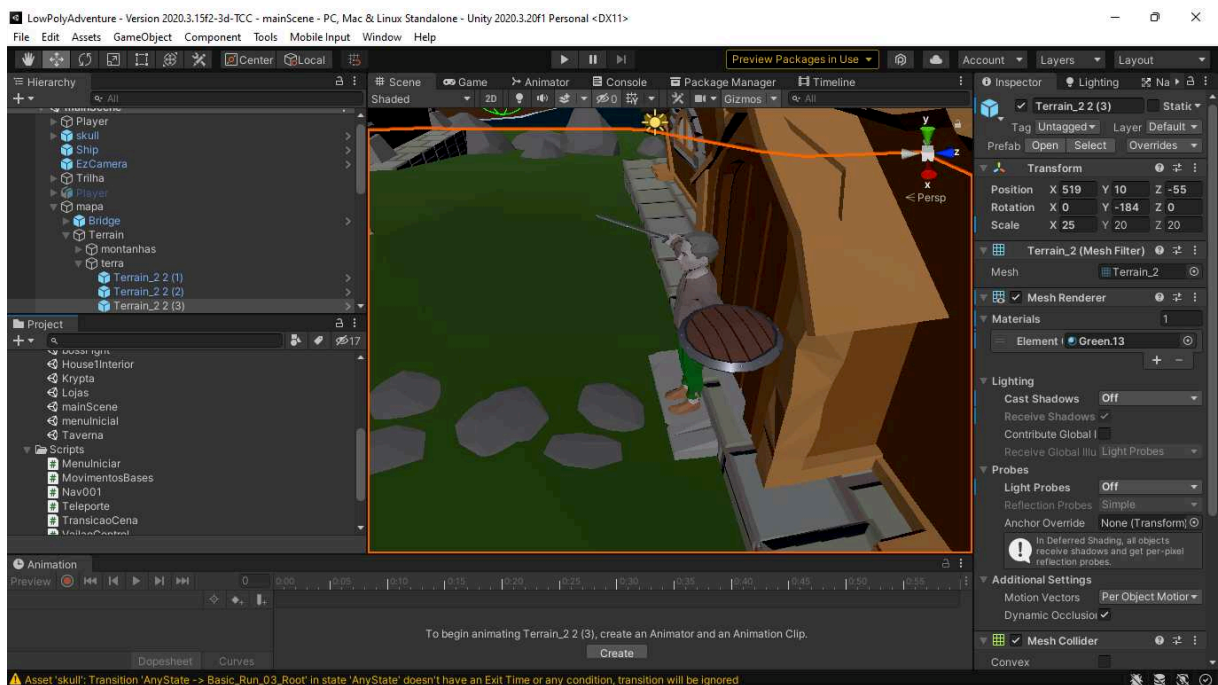 LowPolyAdventure - Version 2020.3.15f2-3d-TCC - mainScene - PC, Mac & Linux Standalone - Unity 2020.3.20f1 Personal <DX11>
File Edit Assets GameObject Component Tools Mobile Input Window Help
Center Local Preview Packages in Use Account Layers Layout
Hierarchy
All
mainScene
Player
skull
Ship
EzCamera
Trilha
Player
mapa
Bridge
Terrain
montanhas
terra
Terrain_2 2 (1)
Terrain_2 2 (2)
Terrain_2 2 (3)
Project
17
bossFight
House1Interior
Krypta
Lojas
mainScene
menuInicial
Taverna
Scripts
MenuIniciar
MovimentosBases
Nav001
Teleporte
TransicaoCena
Scene Game Animator Console Package Manager Timeline
Shaded 2D 0 Gizmos All
y
z
x
Persp
Inspector Lighting Na
Terrain_2 2 (3) Static
Tag Untagged Layer Default
Prefab Open Select Overrides
Transform
Position X 519 Y 10 Z -55
Rotation X 0 Y -184 Z 0
Scale X 25 Y 20 Z 20
Terrain_2 (Mesh Filter)
Mesh Terrain_2
Mesh Renderer
Materials 1
Element Green.13
Lighting
Cast Shadows Off
Receive Shadows
Contribute Global I
Receive Global Illu Light Probes
Probes
Light Probes Off
Reflection Probes Simple
Anchor Override None (Transform)
In Deferred Shading, all objects
receive shadows and get per-pixel
reflection probes.
Additional Settings
Motion Vectors Per Object Motior
Dynamic Occlusio
Mesh Collider
Convex
Animation
Preview 0 0:00 0:05 0:10 0:15 0:20 0:25 0:30 0:35 0:40 0:45 0:50 0:55
To begin animating Terrain_2 2 (3), create an Animator and an Animation Clip.
Create
Dopesheet Curves
Asset 'skull': Transition 'AnyState -> Basic_Run_03_Root' in state 'AnyState' doesn't have an Exit Time or any condition, transition will be ignored